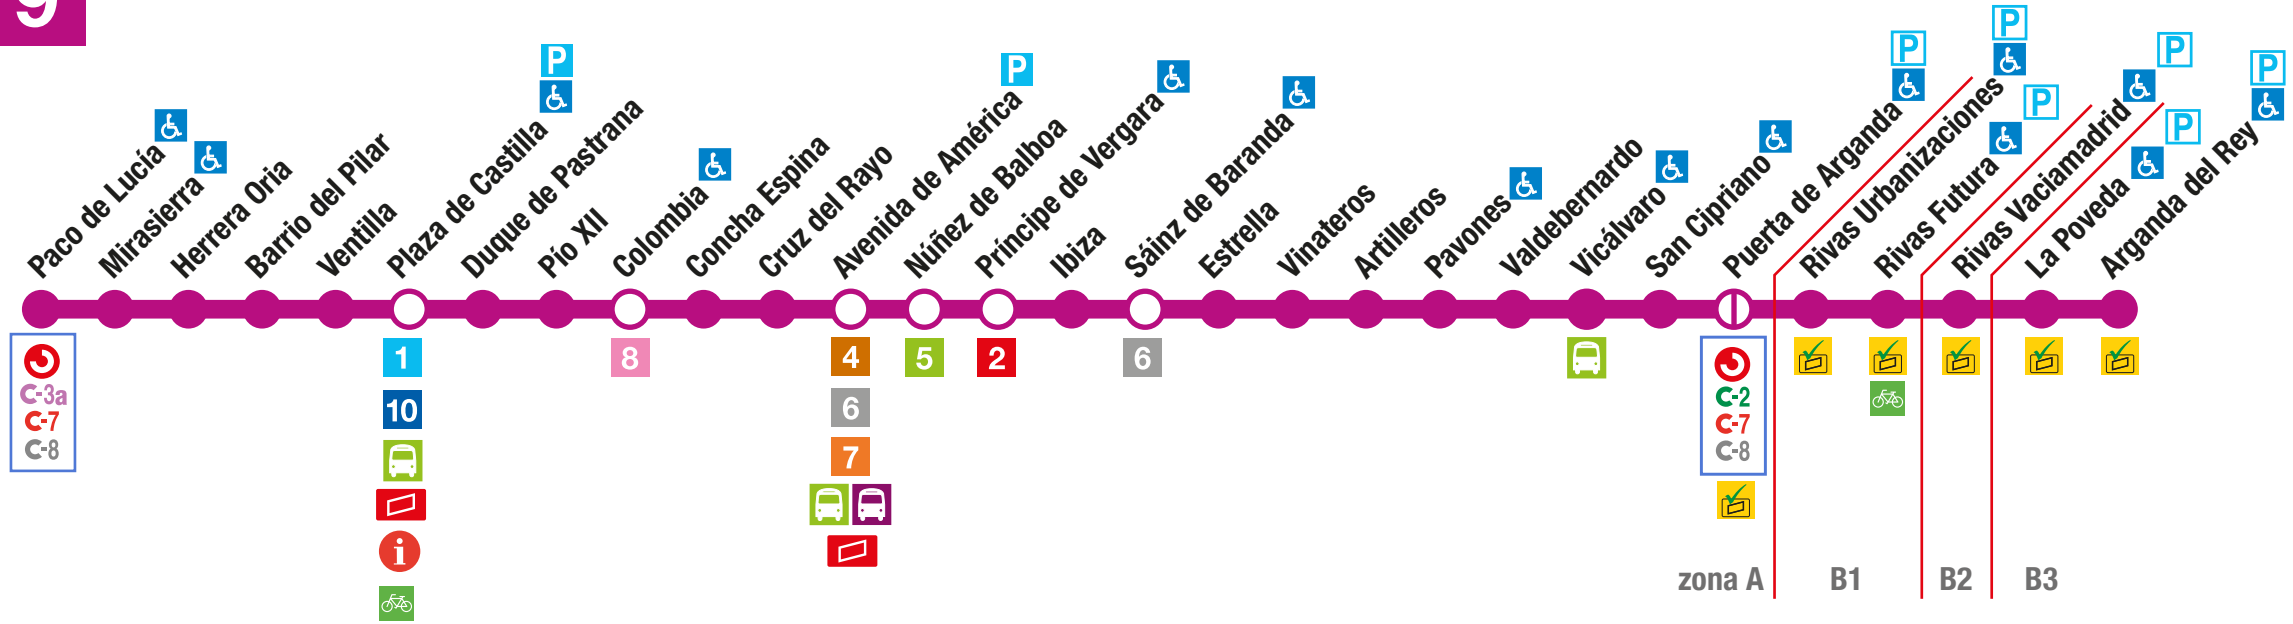 9
Paco de Lucía
Mirasierra
Herrera Oria
Barrio del Pilar
Ventilla
Plaza de Castilla
P
Duque de Pastrana
Pío XII
Colombia
Concha Espina
Cruz del Rayo
Avenida de América
P
Núñez de Balboa
Príncipe de Vergara
Ibiza
Sáinz de Baranda
Estrella
Vinateros
Artilleros
Pavones
Valdebernardo
Vicálvaro
San Cipriano
Puerta de Arganda
P
Rivas Urbanizaciones
P
Rivas Futura
P
Rivas Vaciamadrid
P
La Poveda
P
Arganda del Rey
P
C-3a
C-7
C-8
1
10
i
8
4
6
7
5
2
6
C-2
C-7
C-8
zona A
B1
B2
B3